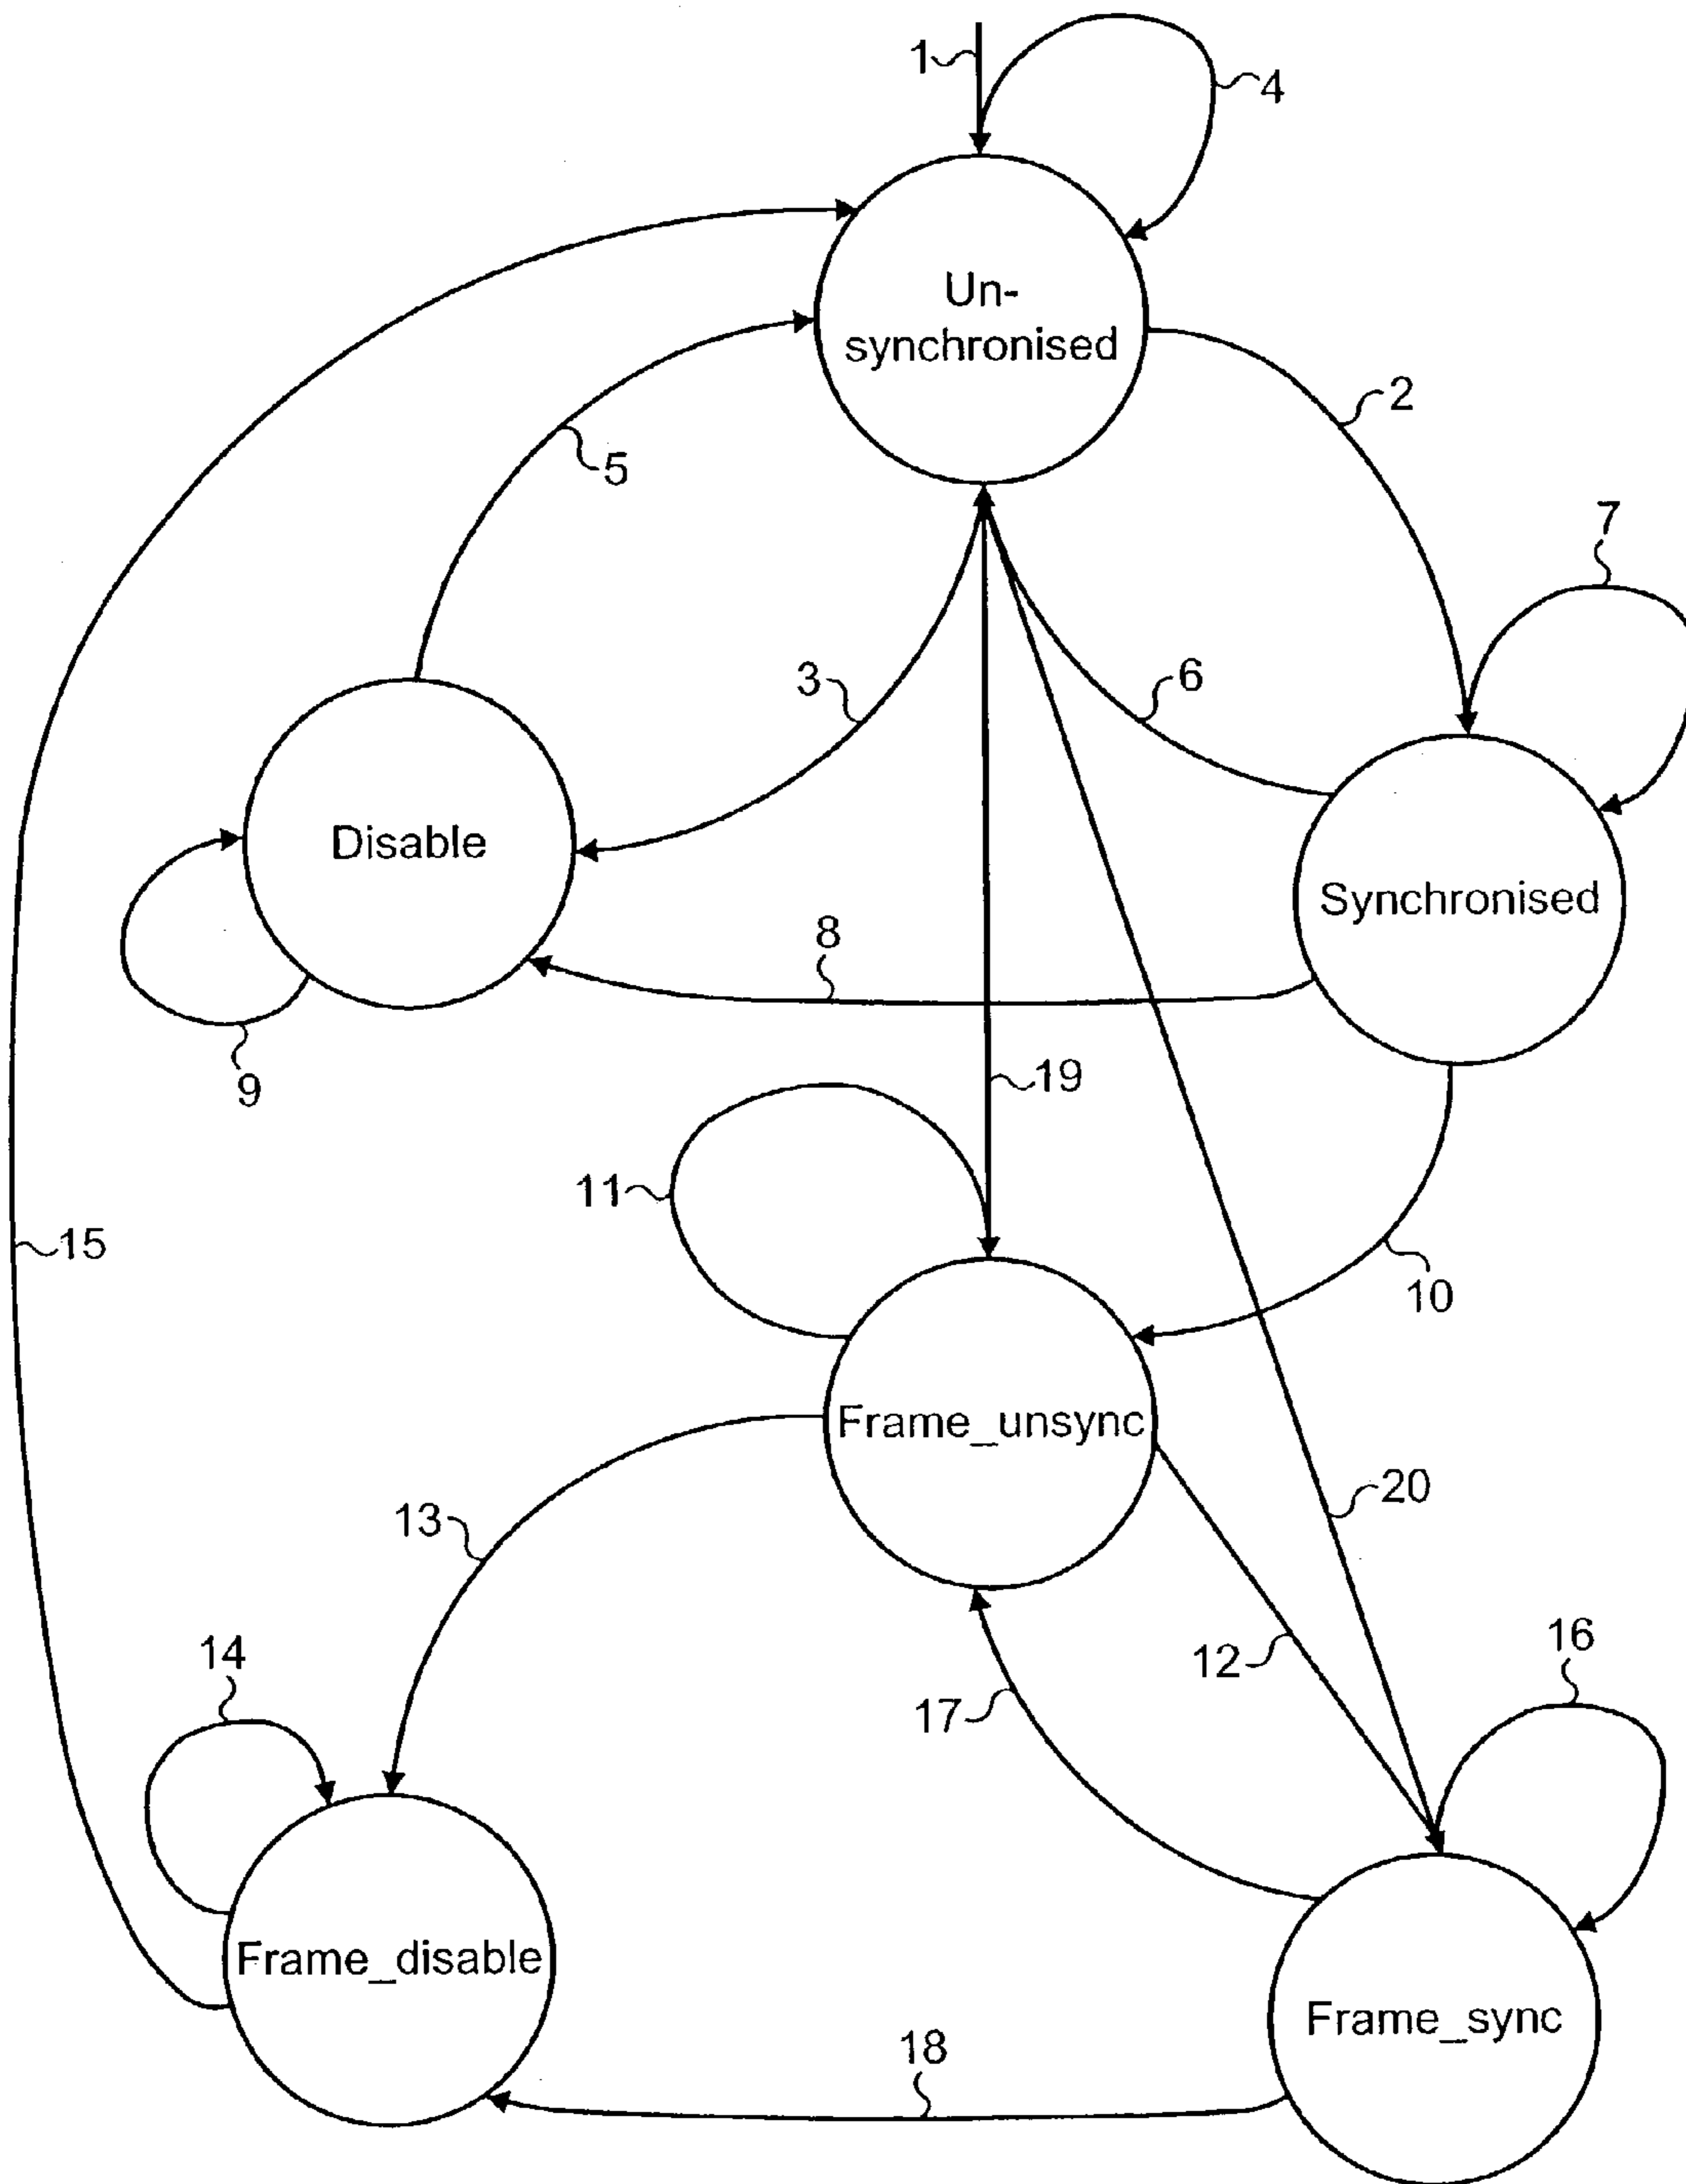 1
4
Un-
synchronised
2
5
7
3
6
Disable
Synchronised
8
9
19
11
15
10
Frame_unsync
20
13
12
16
14
17
Frame_disable
Frame_sync
18